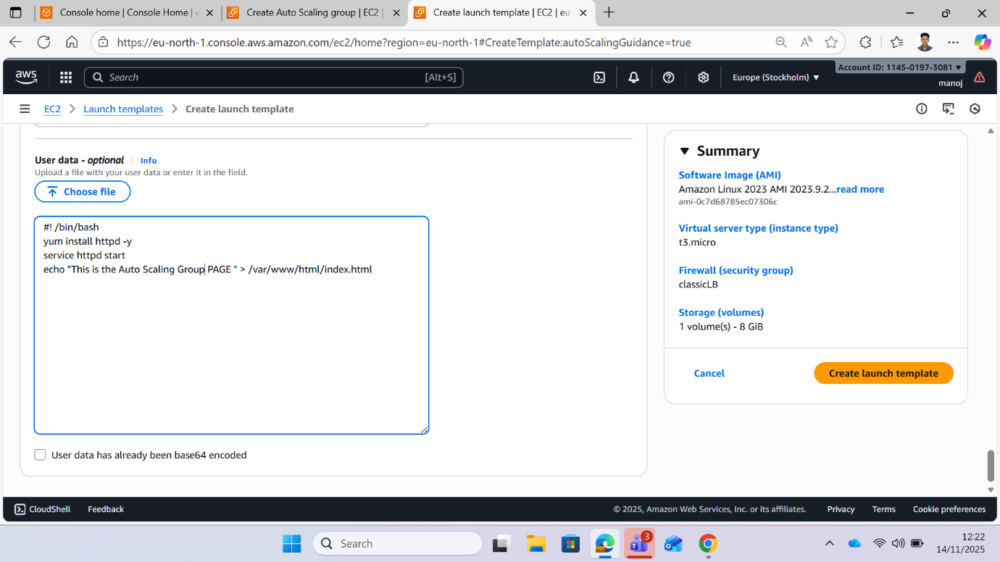 Console home | Console Home | e
Create Auto Scaling group | EC2 |
Create launch template | EC2 | eu-
https://eu-north-1.console.aws.amazon.com/ec2/home?region=eu-north-1#CreateTemplate:autoScalingGuidance=true
aws
Search
[Alt+S]
Europe (Stockholm)
Account ID: 1145-0197-3081
manoj
EC2 > Launch templates > Create launch template
User data - optional
Info
Upload a file with your user data or enter it in the field.
Choose file
#! /bin/bash
yum install httpd -y
service httpd start
echo "This is the Auto Scaling Group PAGE " > /var/www/html/index.html
User data has already been base64 encoded
Summary
Software Image (AMI)
Amazon Linux 2023 AMI 2023.9.2...read more
ami-0c7d68785ec07306c
Virtual server type (instance type)
t3.micro
Firewall (security group)
classicLB
Storage (volumes)
1 volume(s) - 8 GiB
Cancel
Create launch template
CloudShell
Feedback
© 2025, Amazon Web Services, Inc. or its affiliates.
Privacy
Terms
Cookie preferences
Search
3
12:22
14/11/2025